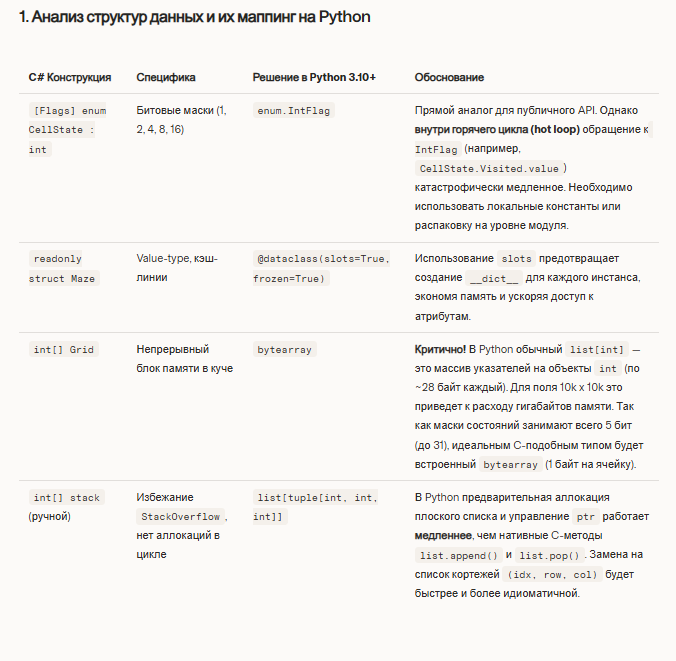 1. Анализ структур данных и их маппинг на Python
C# Конструкция
Специфика
Решение в Python 3.10+
Обоснование
[Flags] enum
CellState :
int
Битовые маски (1,
2, 4, 8, 16)
enum.IntFlag
Прямой аналог для публичного API. Однако
внутри горячего цикла (hot loop) обращение к
IntFlag (например,
CellState.Visited.value )
катастрофически медленное. Необходимо
использовать локальные константы или
распаковку на уровне модуля.
readonly
struct Maze
Value-type, кэш-
линии
@dataclass(slots=True,
frozen=True)
Использование slots предотвращает
создание __dict__ для каждого инстанса,
экономя память и ускоряя доступ к
атрибутам.
int[] Grid
Непрерывный
блок памяти в куче
bytearray
Критично! В Python обычный list[int] —
это массив указателей на объекты int (по
~28 байт каждый). Для поля 10k x 10k это
приведет к расходу гигабайтов памяти. Так
как маски состояний занимают всего 5 бит
(до 31), идеальным C-подобным типом будет
встроенный bytearray (1 байт на ячейку).
int[] stack
(ручной)
Избежание
StackOverflow ,
нет аллокаций в
цикле
list[tuple[int, int,
int]]
В Python предварительная аллокация
плоского списка и управление ptr работает
медленнее, чем нативные C-методы
list.append() и list.pop() . Замена на
список кортежей (idx, row, col) будет
быстрее и более идиоматичной.